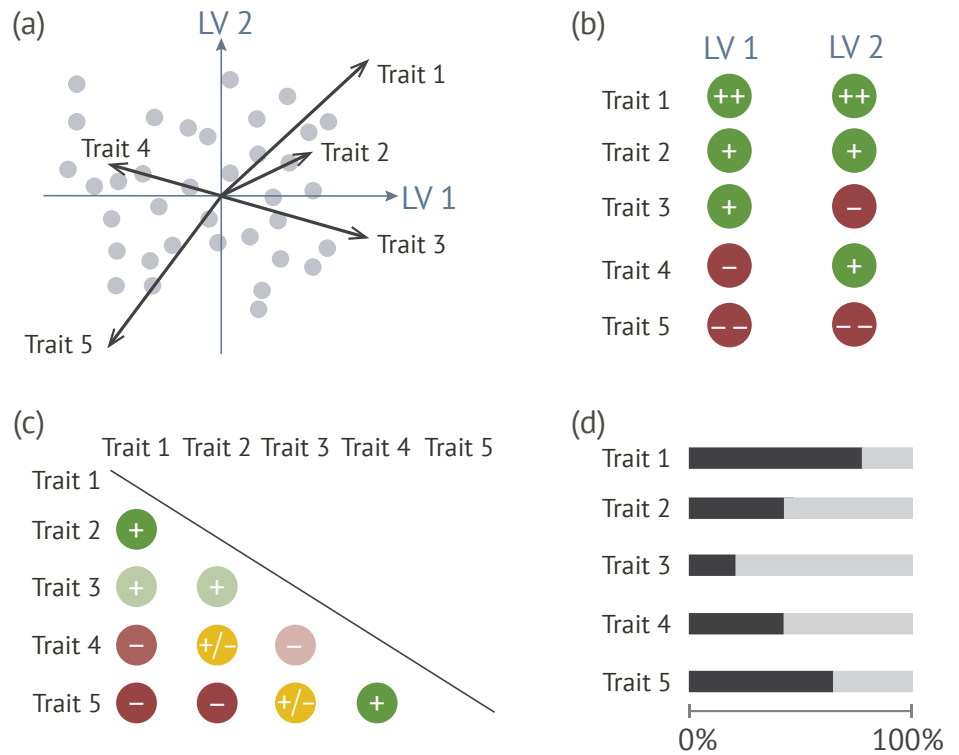 (a)
LV 2
Trait 1
Trait 4
Trait 2
LV 1
Trait 3
Trait 5
(b)
LV 1 LV 2
Trait 1 ++ ++
Trait 2 + +
Trait 3 + −
Trait 4 − +
Trait 5 − − − −
(c)
Trait 1 Trait 2 Trait 3 Trait 4 Trait 5
Trait 1
Trait 2 +
Trait 3 + +
Trait 4 − +/− −
Trait 5 − − +/− +
(d)
Trait 1
Trait 2
Trait 3
Trait 4
Trait 5
0% 100%